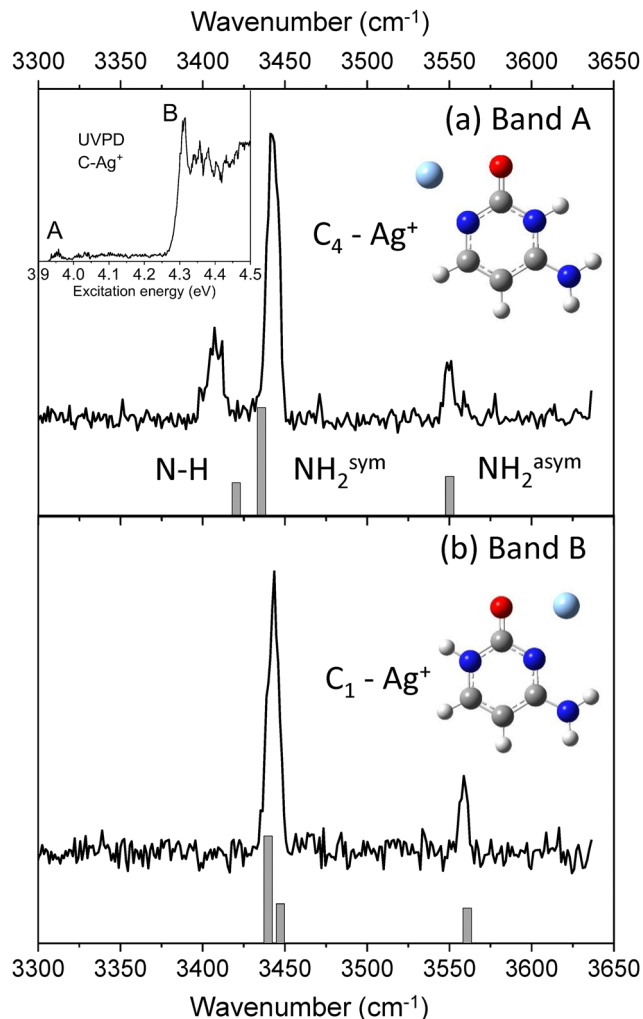 Wavenumber (cm⁻¹)
3300 3350 3400 3450 3500 3550 3600 3650
(a) Band A
B
UVPD
C-Ag⁺
A
3.9 4.0 4.1 4.2 4.3 4.4 4.5
Excitation energy (eV)
C₄ - Ag⁺
N-H NH₂ˢʸᵐ NH₂ᵃˢʸᵐ
(b) Band B
C₁ - Ag⁺
3300 3350 3400 3450 3500 3550 3600 3650
Wavenumber (cm⁻¹)